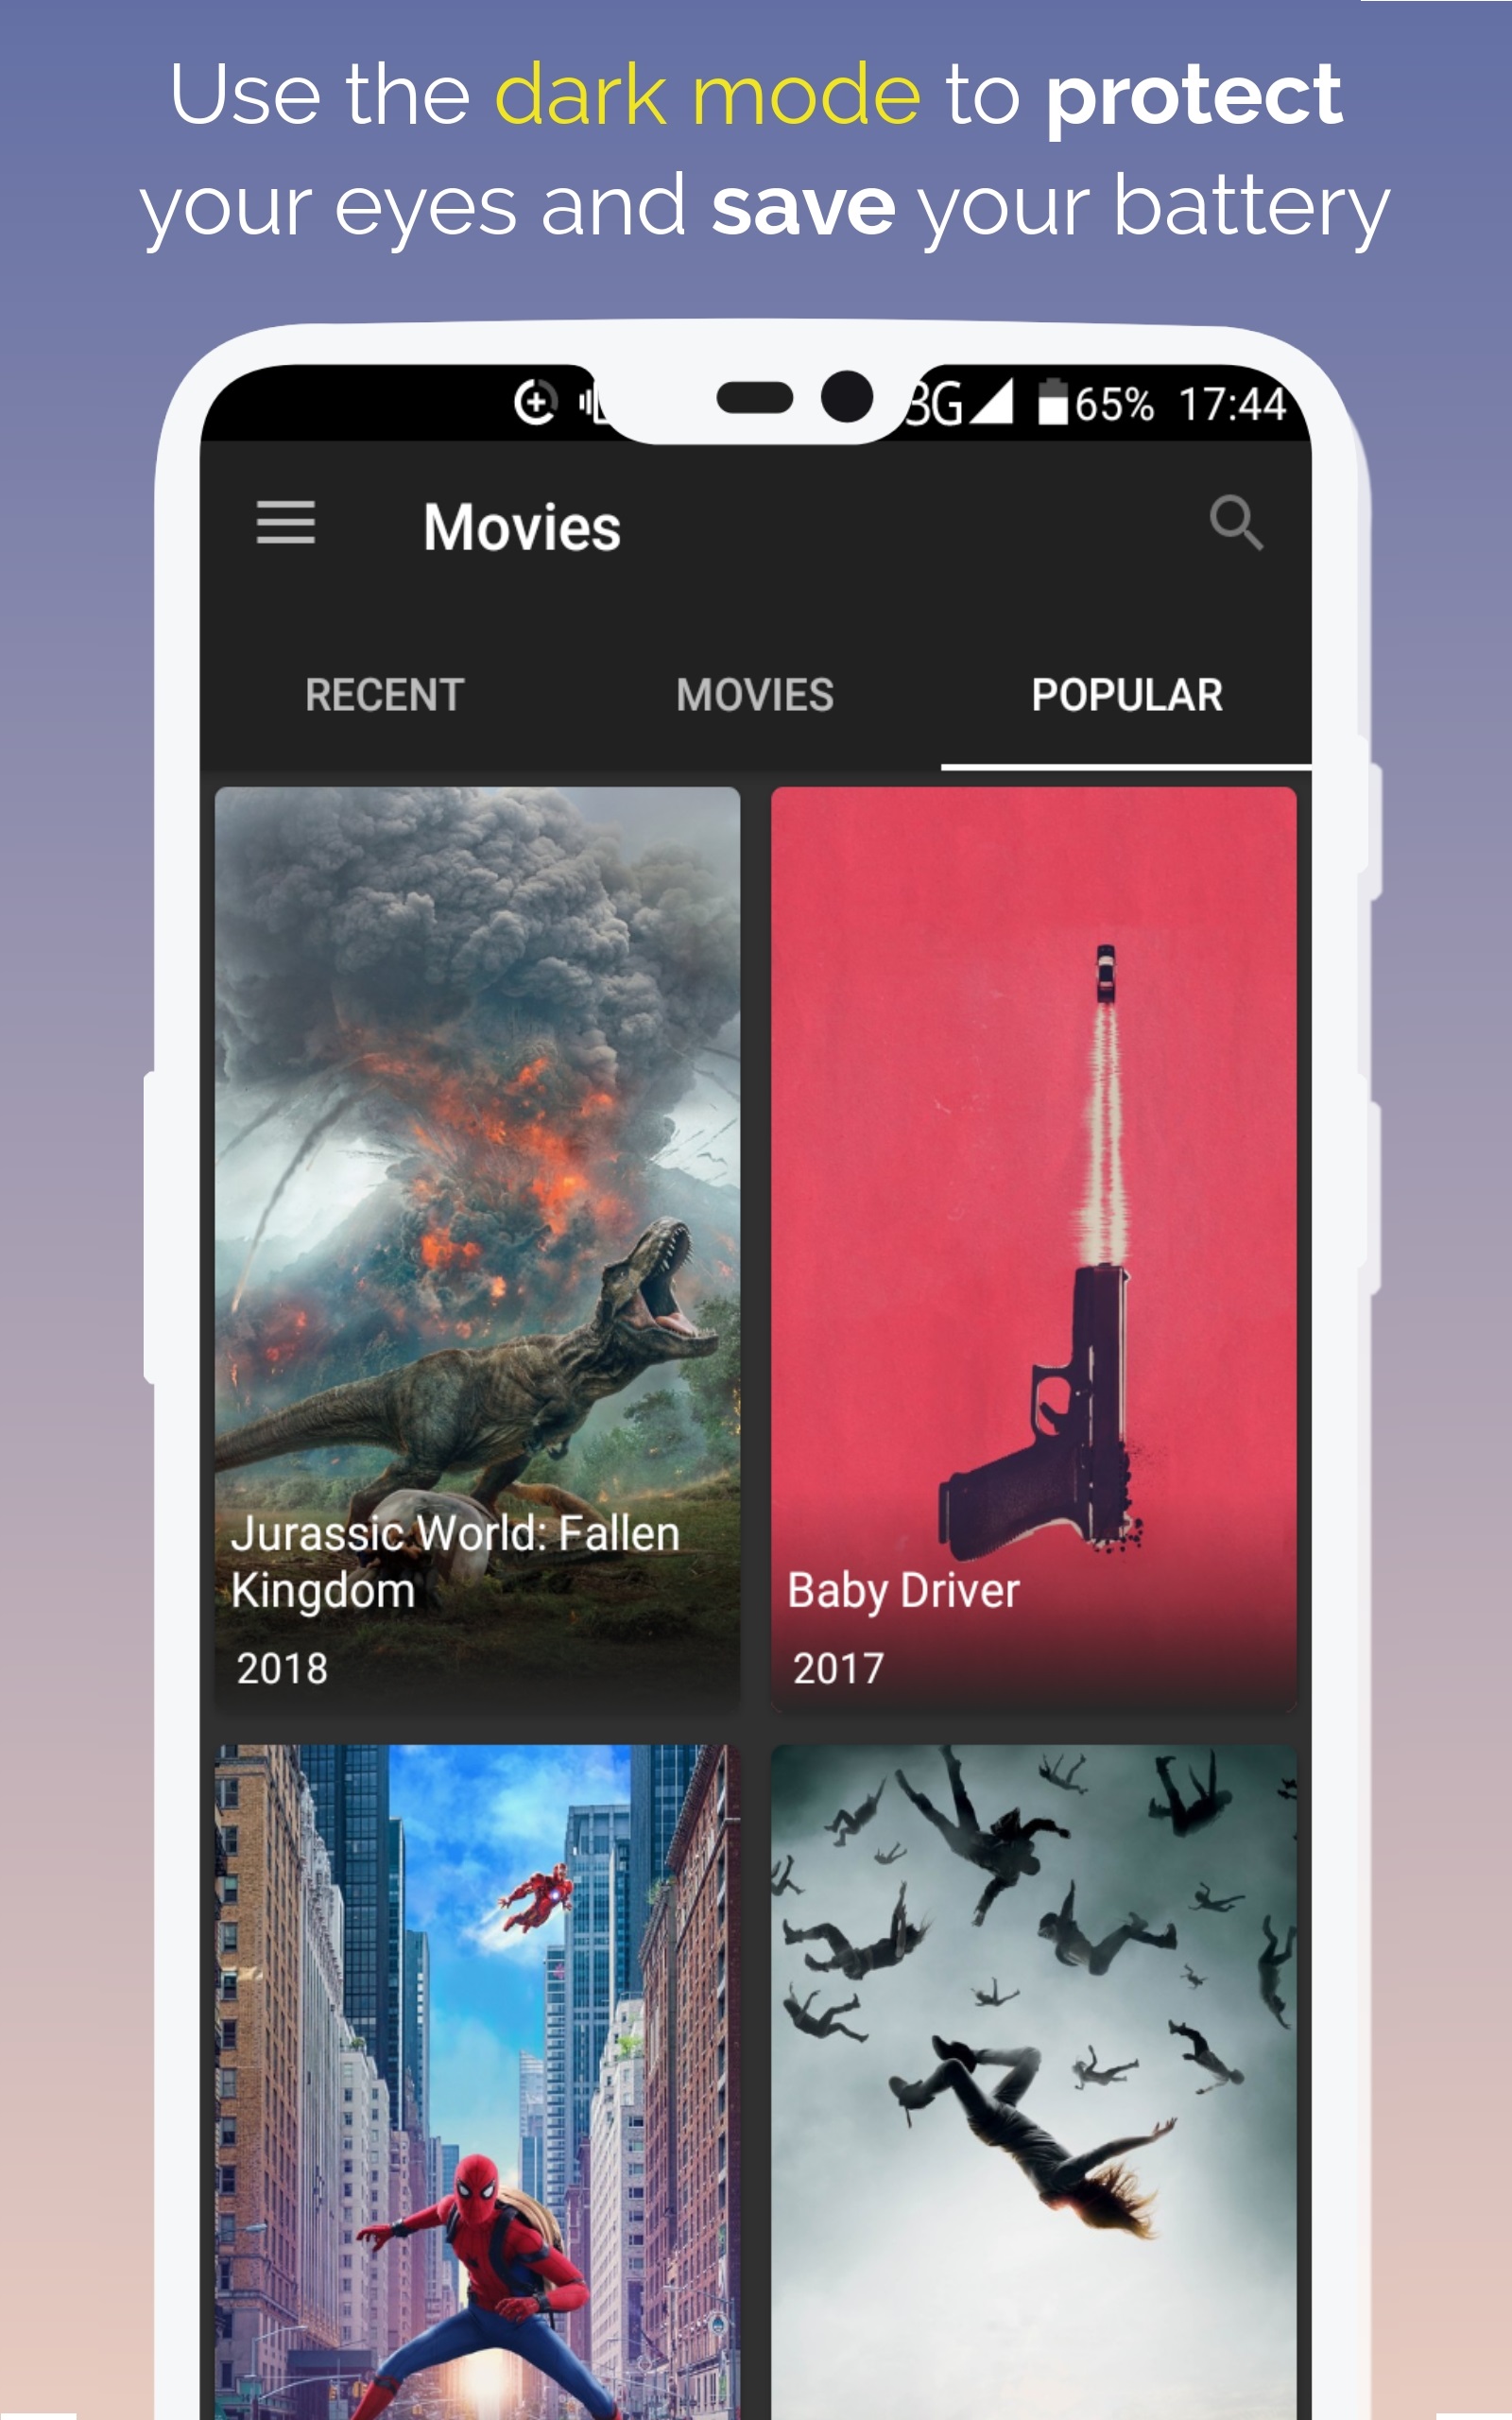 Use the dark mode to protect
your eyes and save your battery
3G 65% 17:44
Movies
RECENT MOVIES POPULAR
Jurassic World: Fallen
Kingdom
2018
Baby Driver
2017